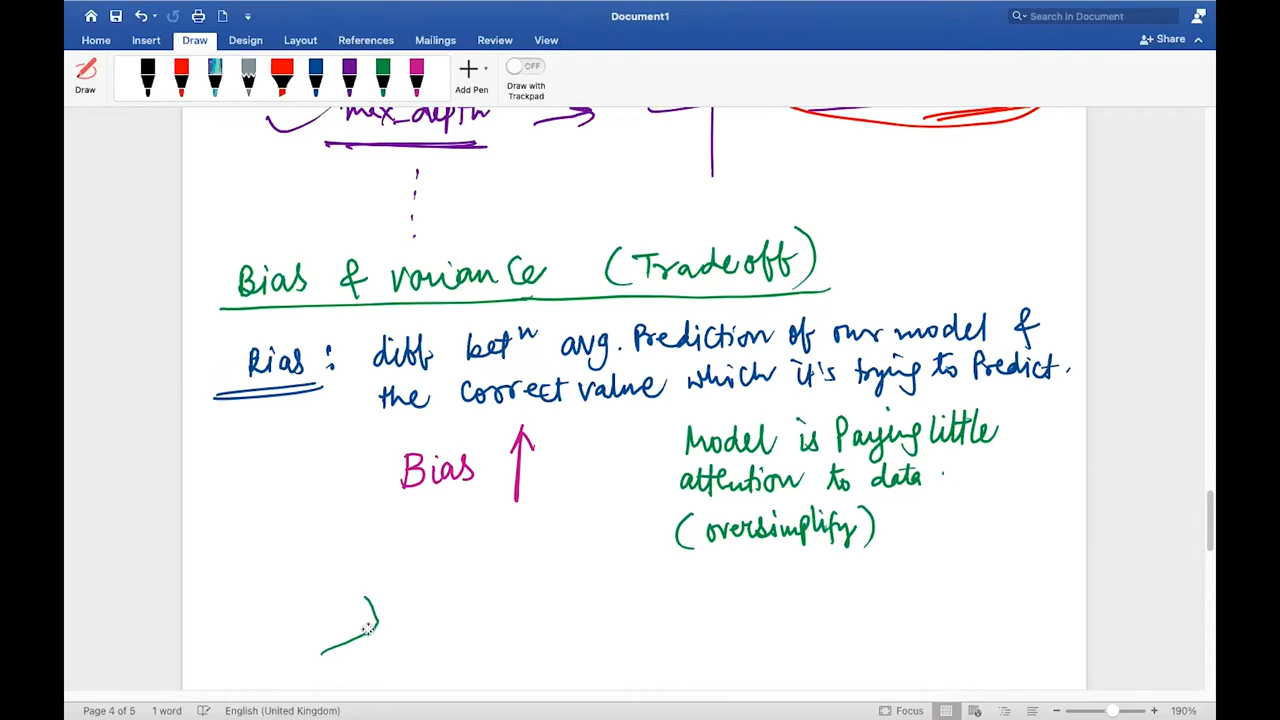 Document1
Search in Document
Home Insert Draw Design Layout References Mailings Review View
Share
Draw
Add Pen
OFF
Draw with
Trackpad
max_depth
Bias & variance (Tradeoff)
Bias : diff betⁿ avg. Prediction of our model &
the correct value which it's trying to Predict.
Bias ↑
Model is Paying little
attention to data.
(oversimplify)
Page 4 of 5 1 word English (United Kingdom) Focus 190%